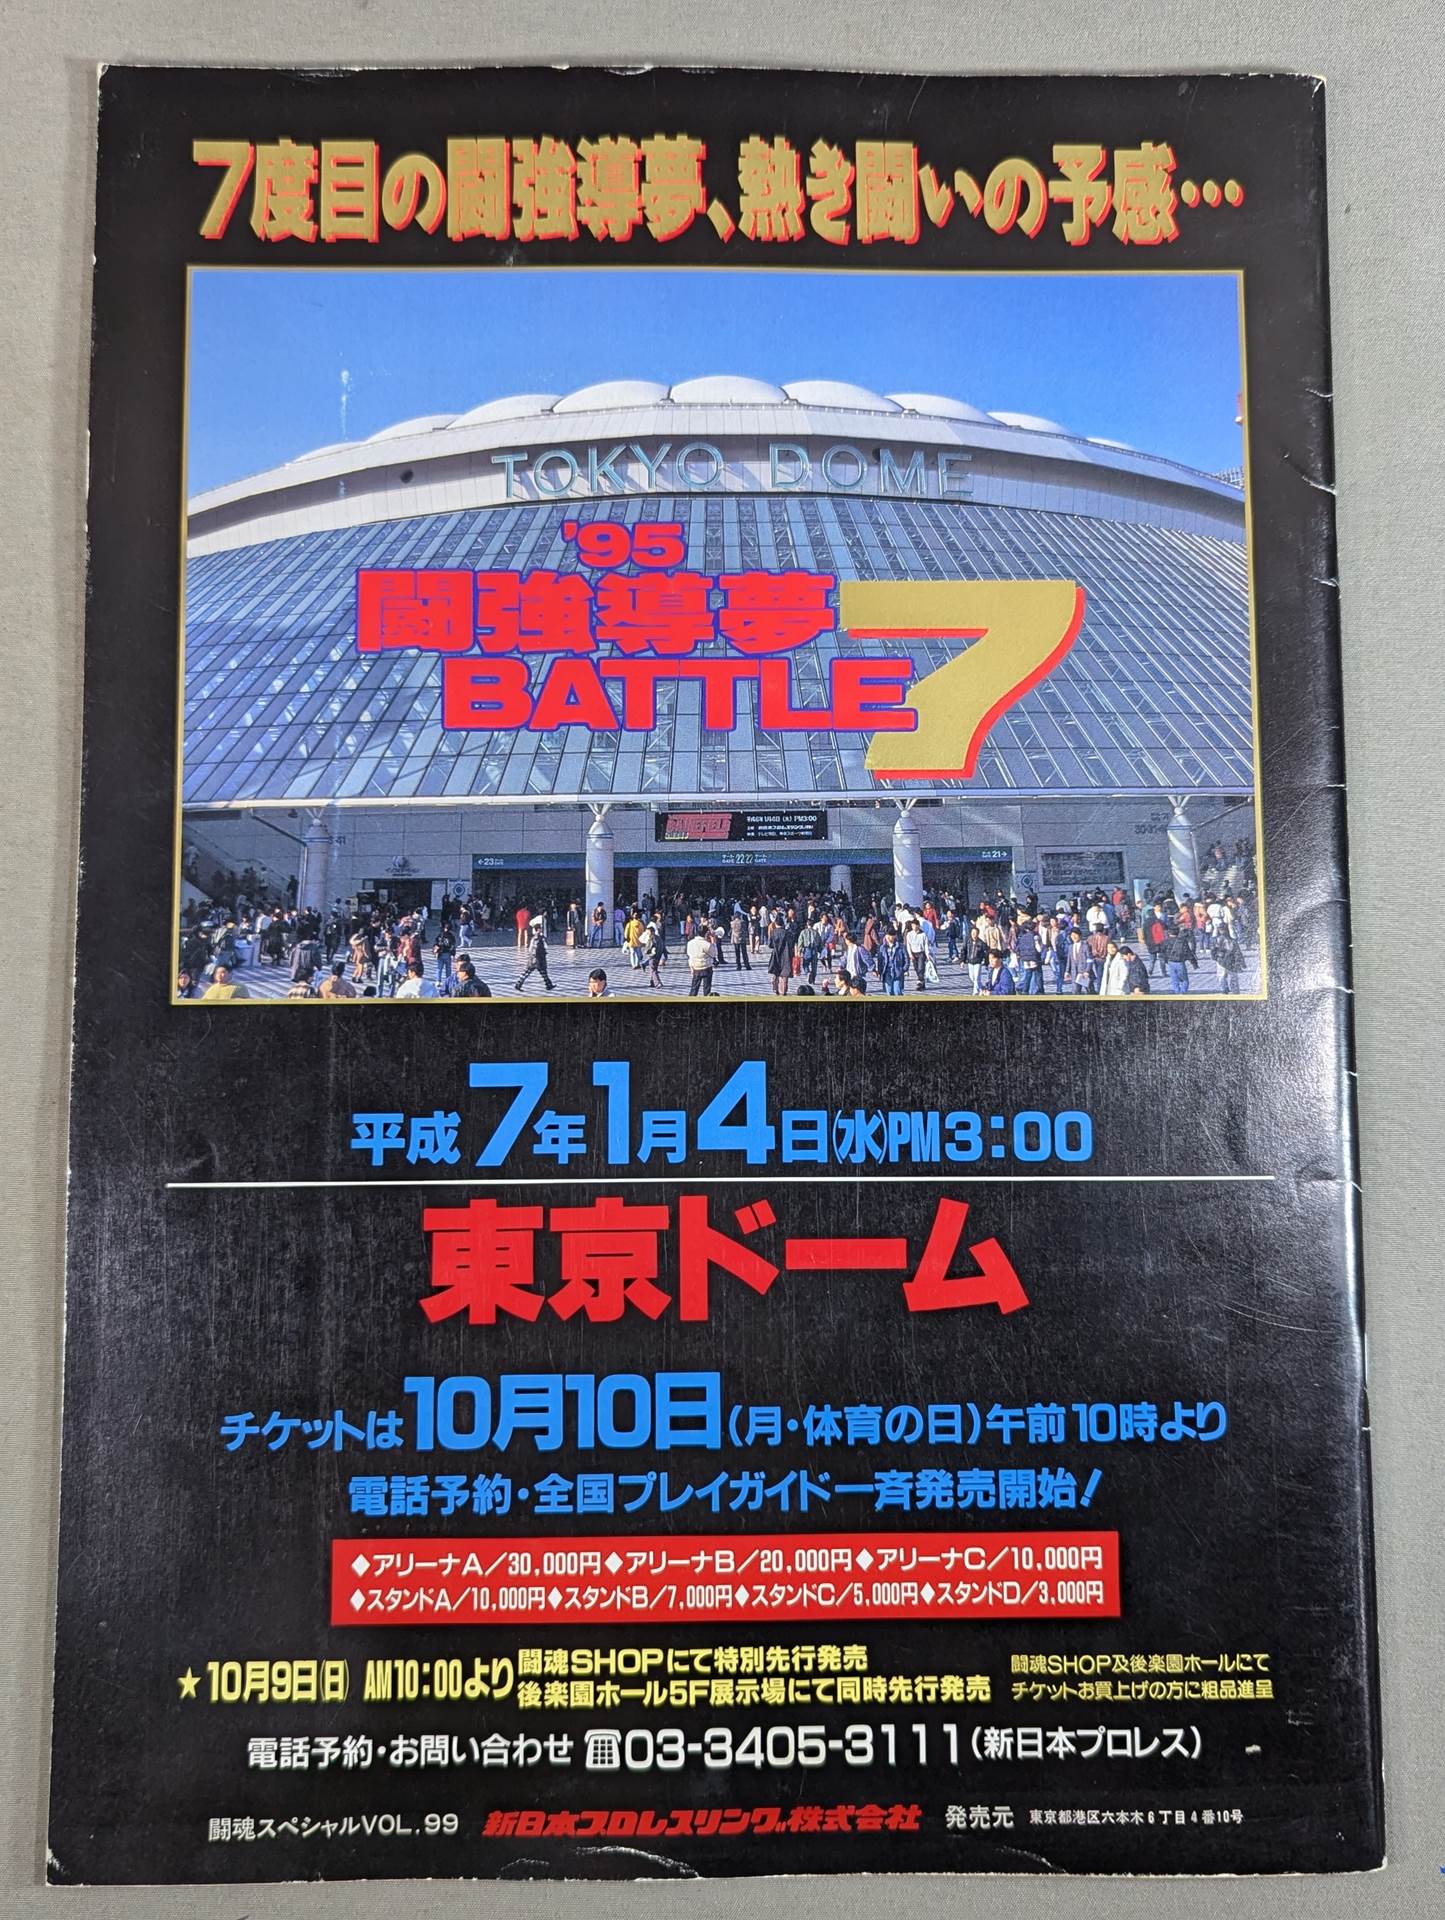 7度目の闘強導夢、熱き闘いの予感…
TOKYO DOME
'95
闘強導夢
BATTLE 7
←23
22 22
21→
平成7年1月4日(水)PM3:00
東京ドーム
チケットは10月10日(月・体育の日)午前10時より
電話予約・全国プレイガイド一斉発売開始!
◆アリーナA/30,000円◆アリーナB/20,000円◆アリーナC/10,000円
◆スタンドA/10,000円◆スタンドB/7,000円◆スタンドC/5,000円◆スタンドD/3,000円
★10月9日(日) AM10:00より
闘魂SHOPにて特別先行発売
後楽園ホール5F展示場にて同時先行発売
闘魂SHOP及後楽園ホールにて
チケットお買上げの方に粗品進呈
電話予約・お問い合わせ ☎03-3405-3111(新日本プロレス)
闘魂スペシャルVOL.99 新日本プロレスリング株式会社 発売元 東京都港区六本木6丁目4番10号